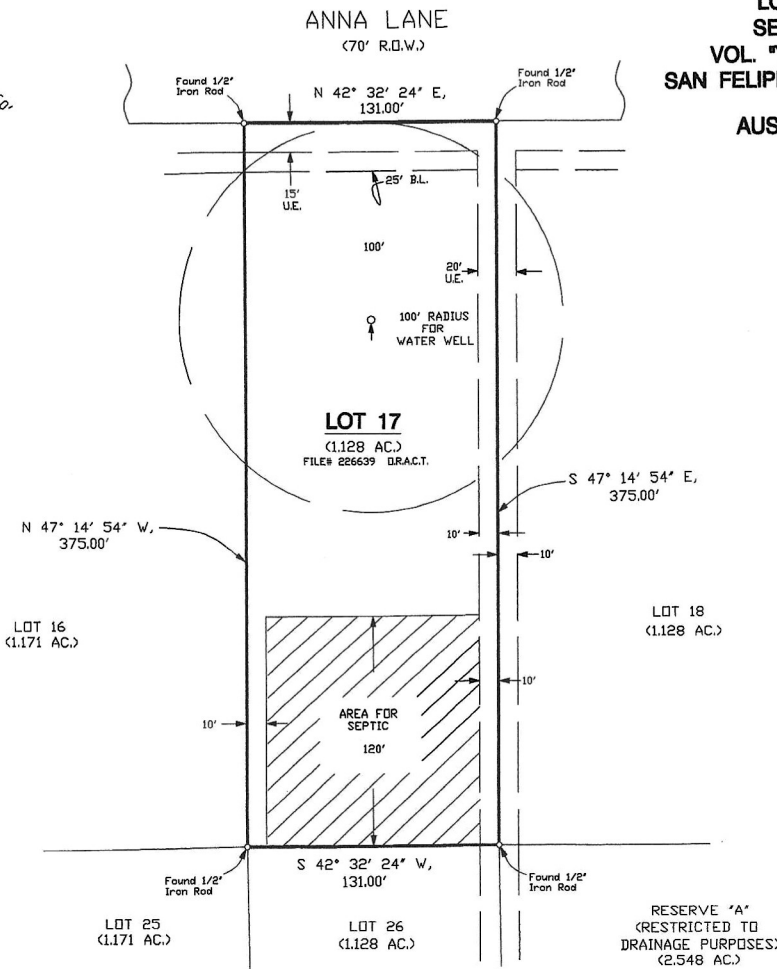 ANNA LANE
(70' R.O.W.)
LO
SE
VOL. "
SAN FELIP
AUS
Co.
Found 1/2"
Iron Rod
N 42° 32' 24" E,
131.00'
Found 1/2"
Iron Rod
25' B.L.
15'
U.E.
100'
20'
U.E.
100' RADIUS
FOR
WATER WELL
LOT 17
(1.128 AC.)
FILE# 226639 O.R.A.C.T.
S 47° 14' 54" E,
375.00'
N 47° 14' 54" W,
375.00'
10'
10'
LOT 16
(1.171 AC.)
LOT 18
(1.128 AC.)
10'
AREA FOR
SEPTIC
10'
120'
S 42° 32' 24" W,
131.00'
Found 1/2"
Iron Rod
Found 1/2"
Iron Rod
LOT 25
(1.171 AC.)
LOT 26
(1.128 AC.)
RESERVE "A"
(RESTRICTED TO
DRAINAGE PURPOSES)
(2.548 AC.)